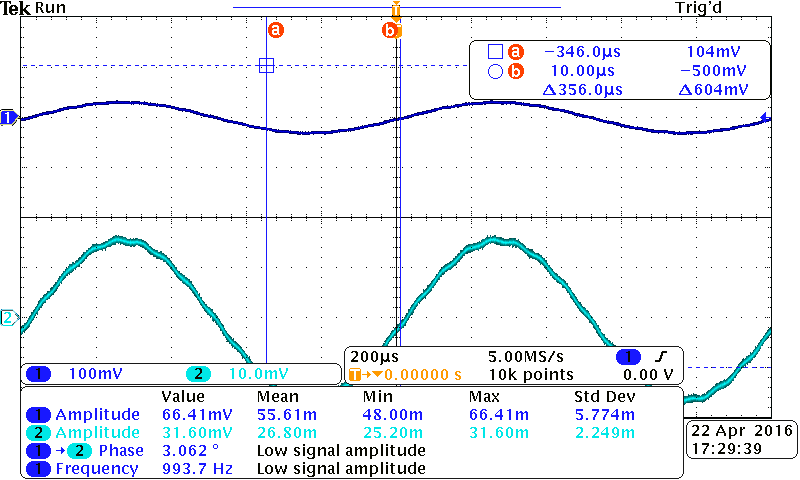 Tek Run Trig'd
T
a b
a −346.0µs 104mV
b 10.00µs −500mV
Δ356.0µs Δ604mV
1
2
1 100mV 2 10.0mV
200µs 5.00MS/s 1
T→▼0.00000 s 10k points 0.00 V
Value Mean Min Max Std Dev
1 Amplitude 66.41mV 55.61m 48.00m 66.41m 5.774m
2 Amplitude 31.60mV 26.80m 25.20m 31.60m 2.249m
1 → 2 Phase 3.062 ° Low signal amplitude
1 Frequency 993.7 Hz Low signal amplitude
22 Apr 2016
17:29:39